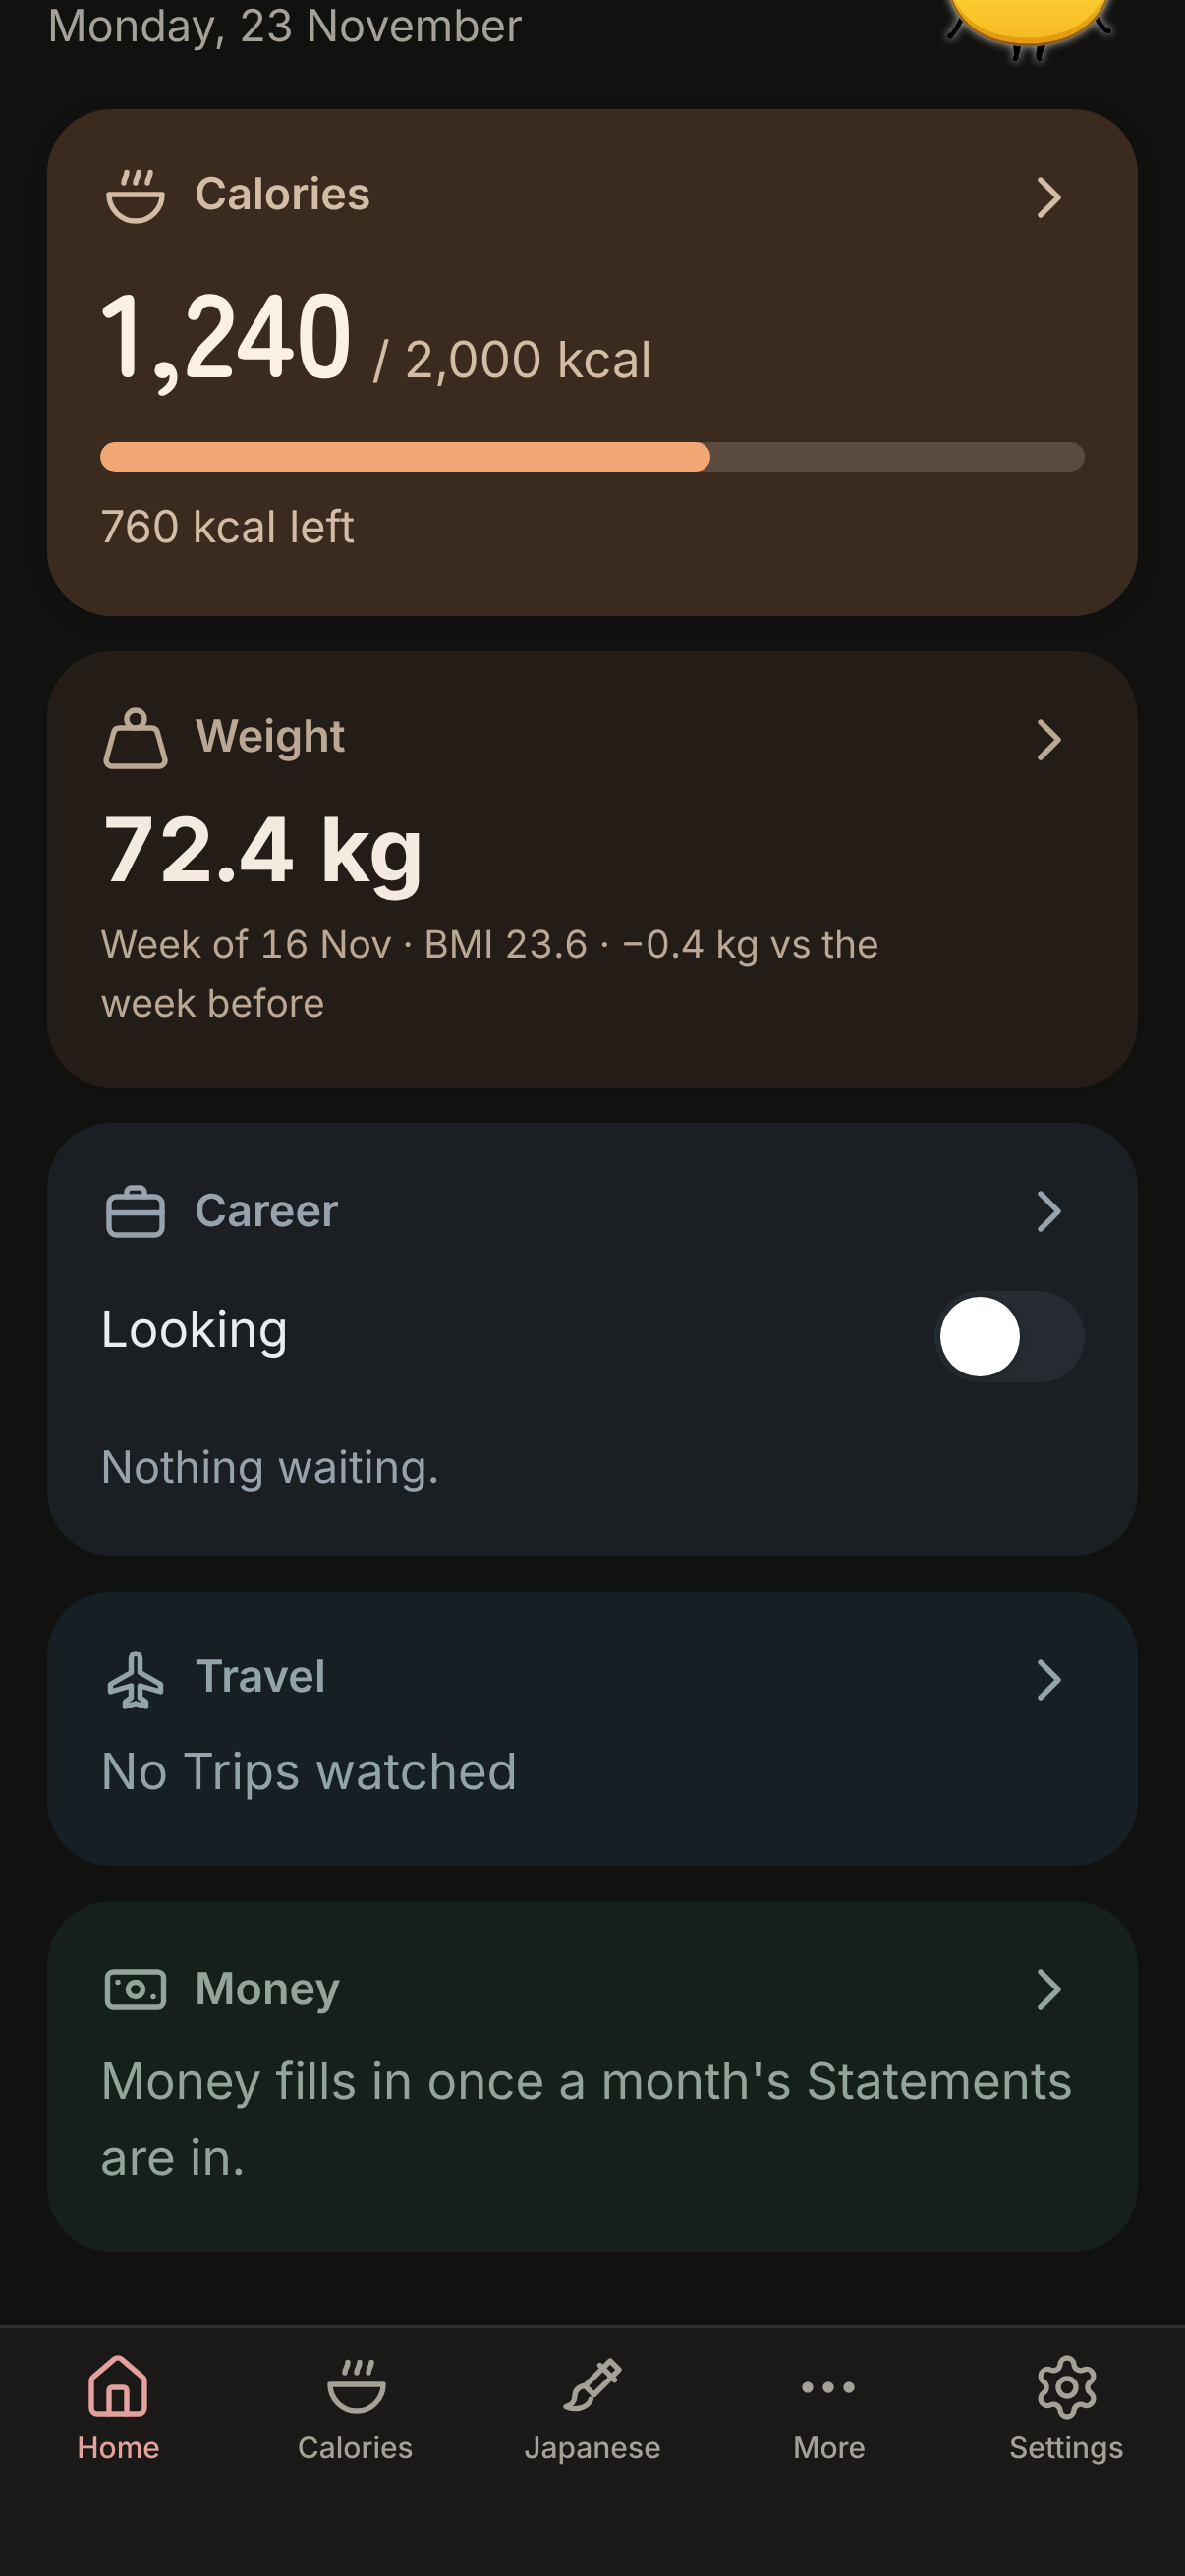 Monday, 23 November
Calories
1,240 / 2,000 kcal
760 kcal left
Weight
72.4 kg
Week of 16 Nov · BMI 23.6 · −0.4 kg vs the
week before
Career
Looking
Nothing waiting.
Travel
No Trips watched
Money
Money fills in once a month's Statements
are in.
Home
Calories
Japanese
More
Settings